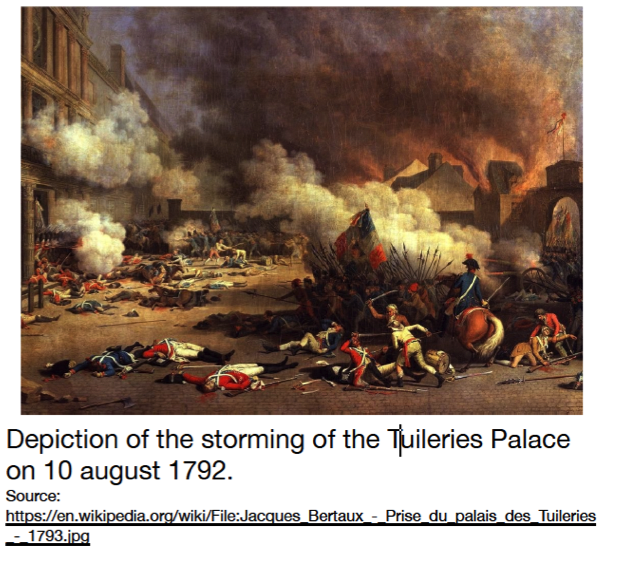 Depiction of the storming of the Tuileries Palace
on 10 august 1792.
Source:
https://en.wikipedia.org/wiki/File:Jacques_Bertaux_-_Prise_du_palais_des_Tuileries
_-_1793.jpg